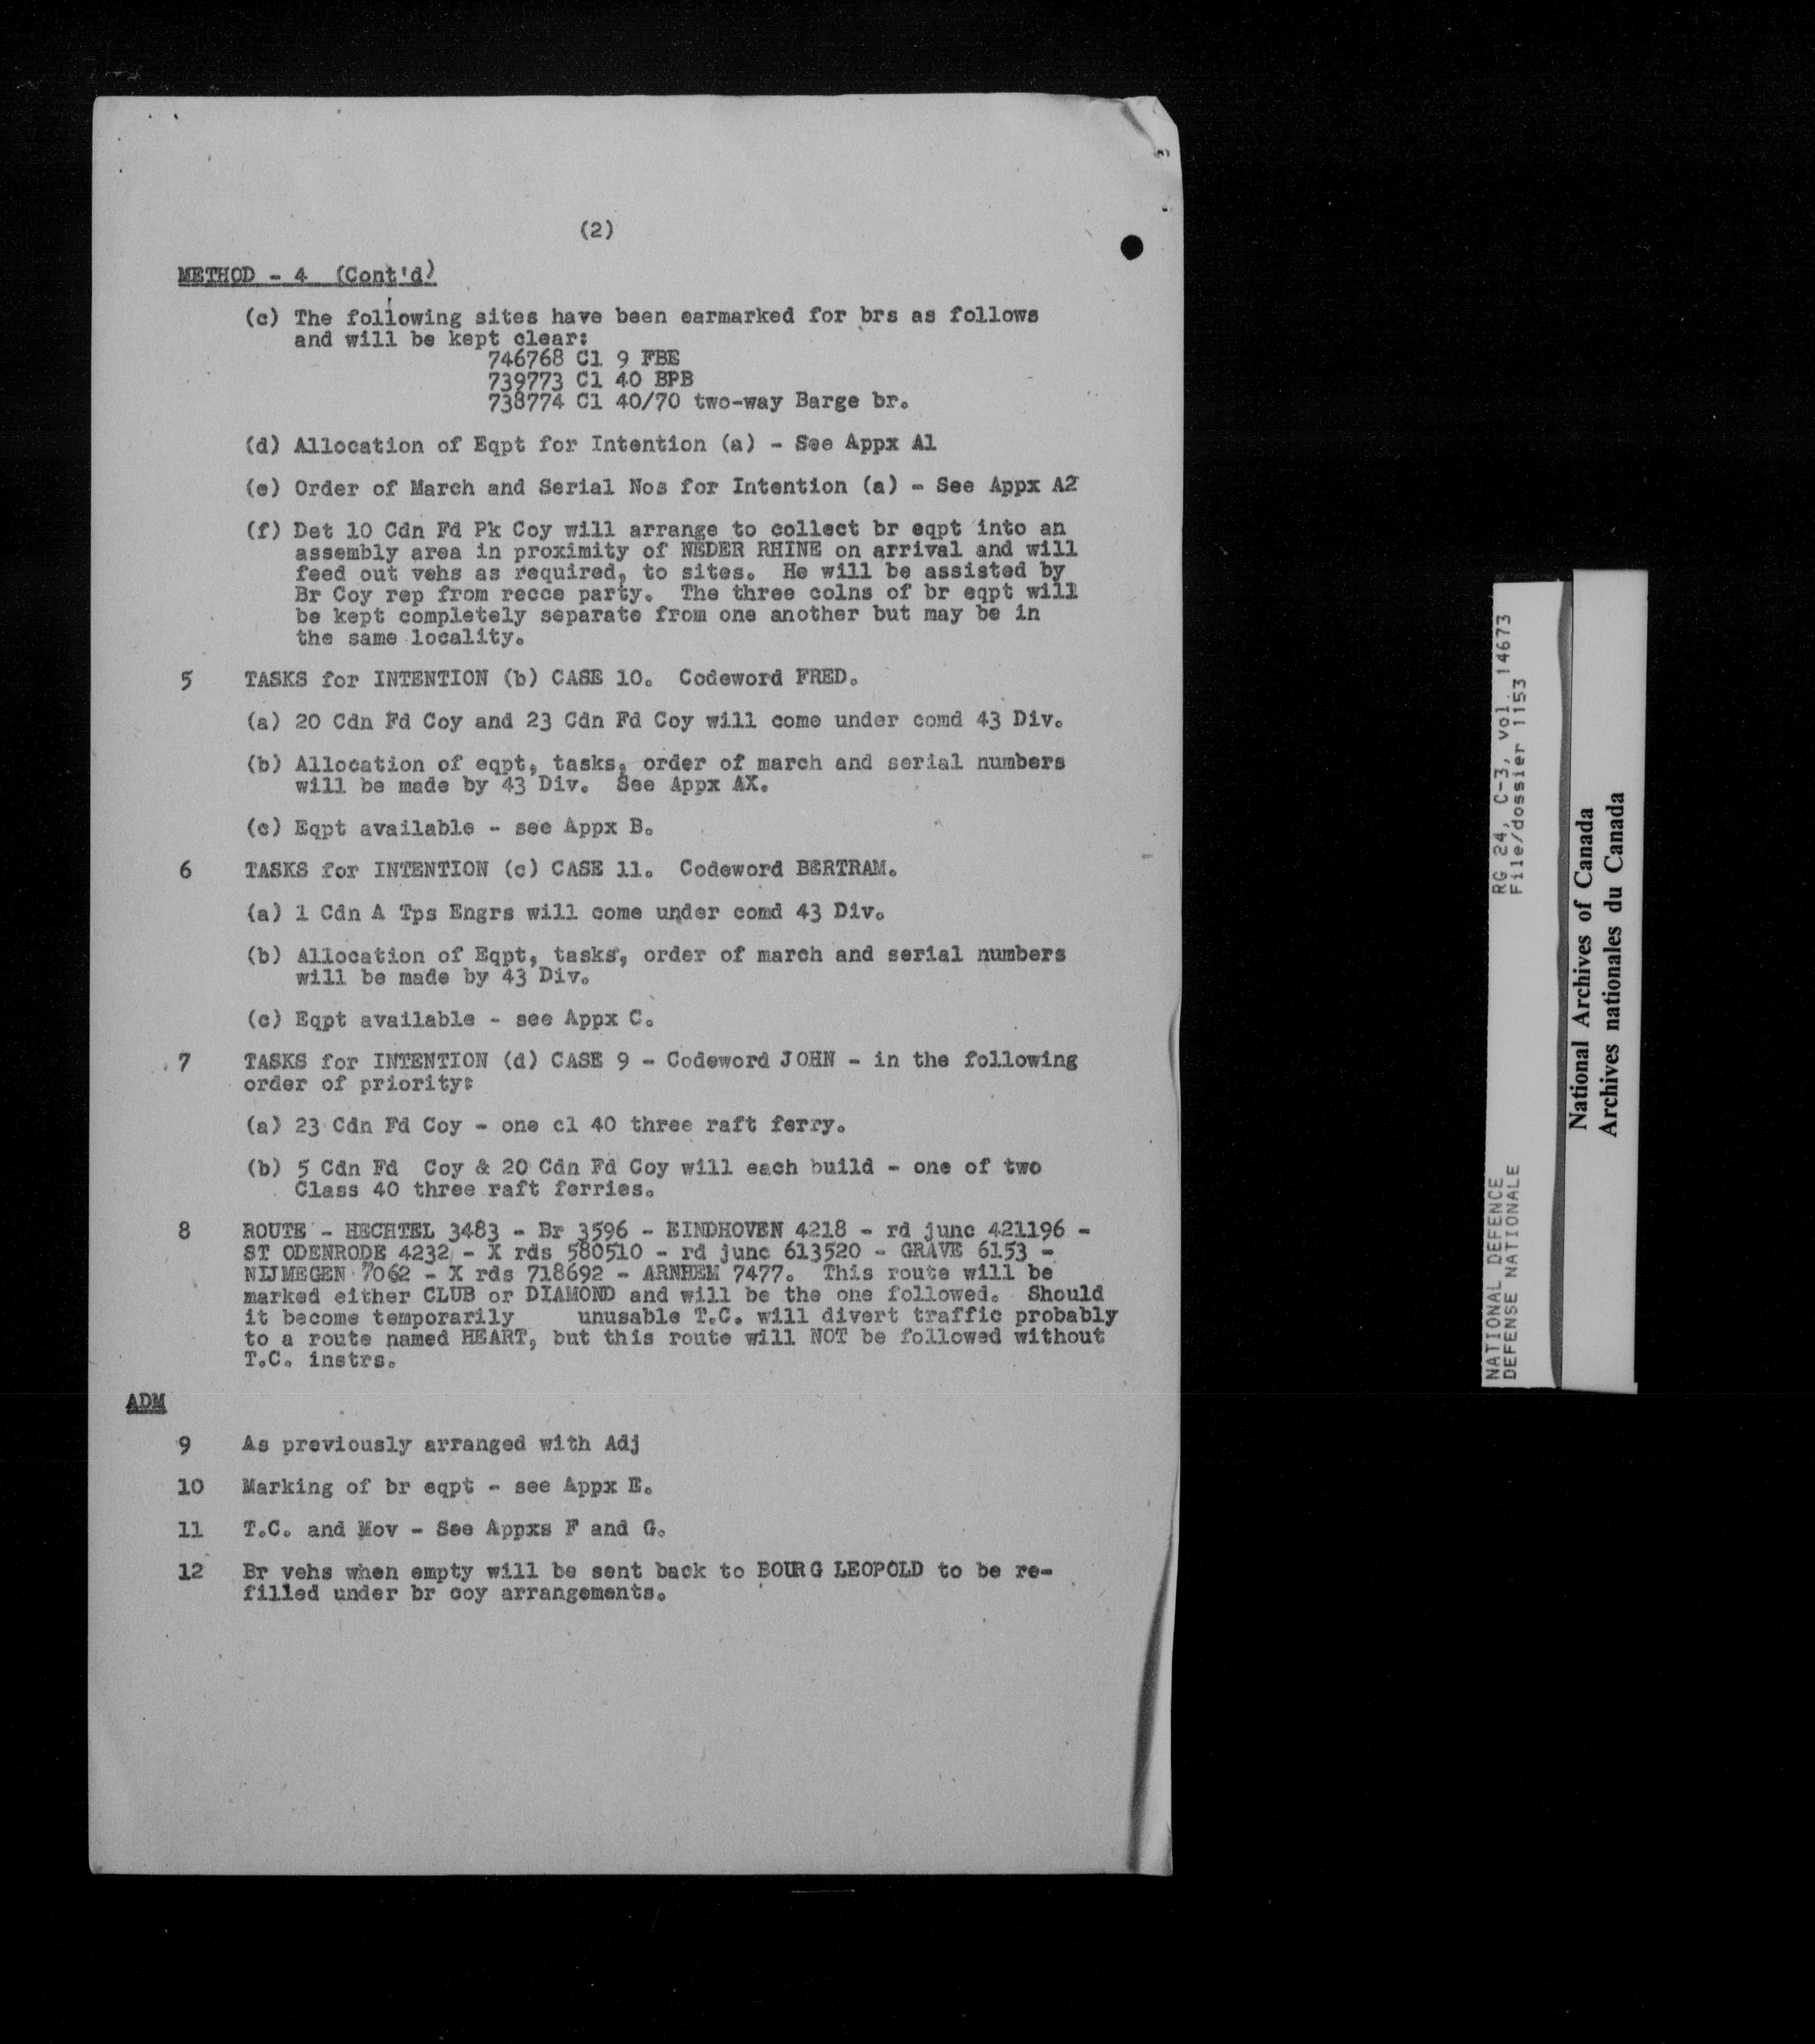 (2)
METHOD - 4 (Cont'd)
(c) The following sites have been earmarked for brs as follows
and will be kept clear:
746768 Cl 9 FBE
739773 Cl 40 BPB
738774 Cl 40/70 two-way Barge br.
(d) Allocation of Eqpt for Intention (a) - See Appx A1
(e) Order of March and Serial Nos for Intention (a) - See Appx A2
(f) Det 10 Cdn Fd Pk Coy will arrange to collect br eqpt into an
assembly area in proximity of NEDER RHINE on arrival and will
feed out vehs as required, to sites. He will be assisted by
Br Coy rep from recce party. The three colns of br eqpt will
be kept completely separate from one another but may be in
the same locality.
5 TASKS for INTENTION (b) CASE 10. Codeword FRED.
(a) 20 Cdn Fd Coy and 23 Cdn Fd Coy will come under comd 43 Div.
(b) Allocation of eqpt, tasks, order of march and serial numbers
will be made by 43 Div. See Appx AX.
(c) Eqpt available - see Appx B.
6 TASKS for INTENTION (c) CASE 11. Codeword BERTRAM.
(a) 1 Cdn A Tps Engrs will come under comd 43 Div.
(b) Allocation of Eqpt, tasks, order of march and serial numbers
will be made by 43 Div.
(c) Eqpt available - see Appx C.
7 TASKS for INTENTION (d) CASE 9 - Codeword JOHN - in the following
order of priority:
(a) 23 Cdn Fd Coy - one cl 40 three raft ferry.
(b) 5 Cdn Fd Coy & 20 Cdn Fd Coy will each build - one of two
Class 40 three raft ferries.
8 ROUTE - HECHTEL 3483 - Br 3596 - EINDHOVEN 4218 - rd junc 421196 -
ST ODENRODE 4232 - X rds 580510 - rd junc 613520 - GRAVE 6153 -
NIJMEGEN 7062 - X rds 718692 - ARNHEM 7477. This route will be
marked either CLUB or DIAMOND and will be the one followed. Should
it become temporarily unusable T.C. will divert traffic probably
to a route named HEART, but this route will NOT be followed without
T.C. instrs.
ADM
9 As previously arranged with Adj
10 Marking of br eqpt - see Appx E.
11 T.C. and Mov - See Appxs F and G.
12 Br vehs when empty will be sent back to BOURG LEOPOLD to be re-
filled under br coy arrangements.
NATIONAL DEFENCE RG 24, C-3, vol. 14673
DEFENSE NATIONALE File/dossier 1153
National Archives of Canada
Archives nationales du Canada